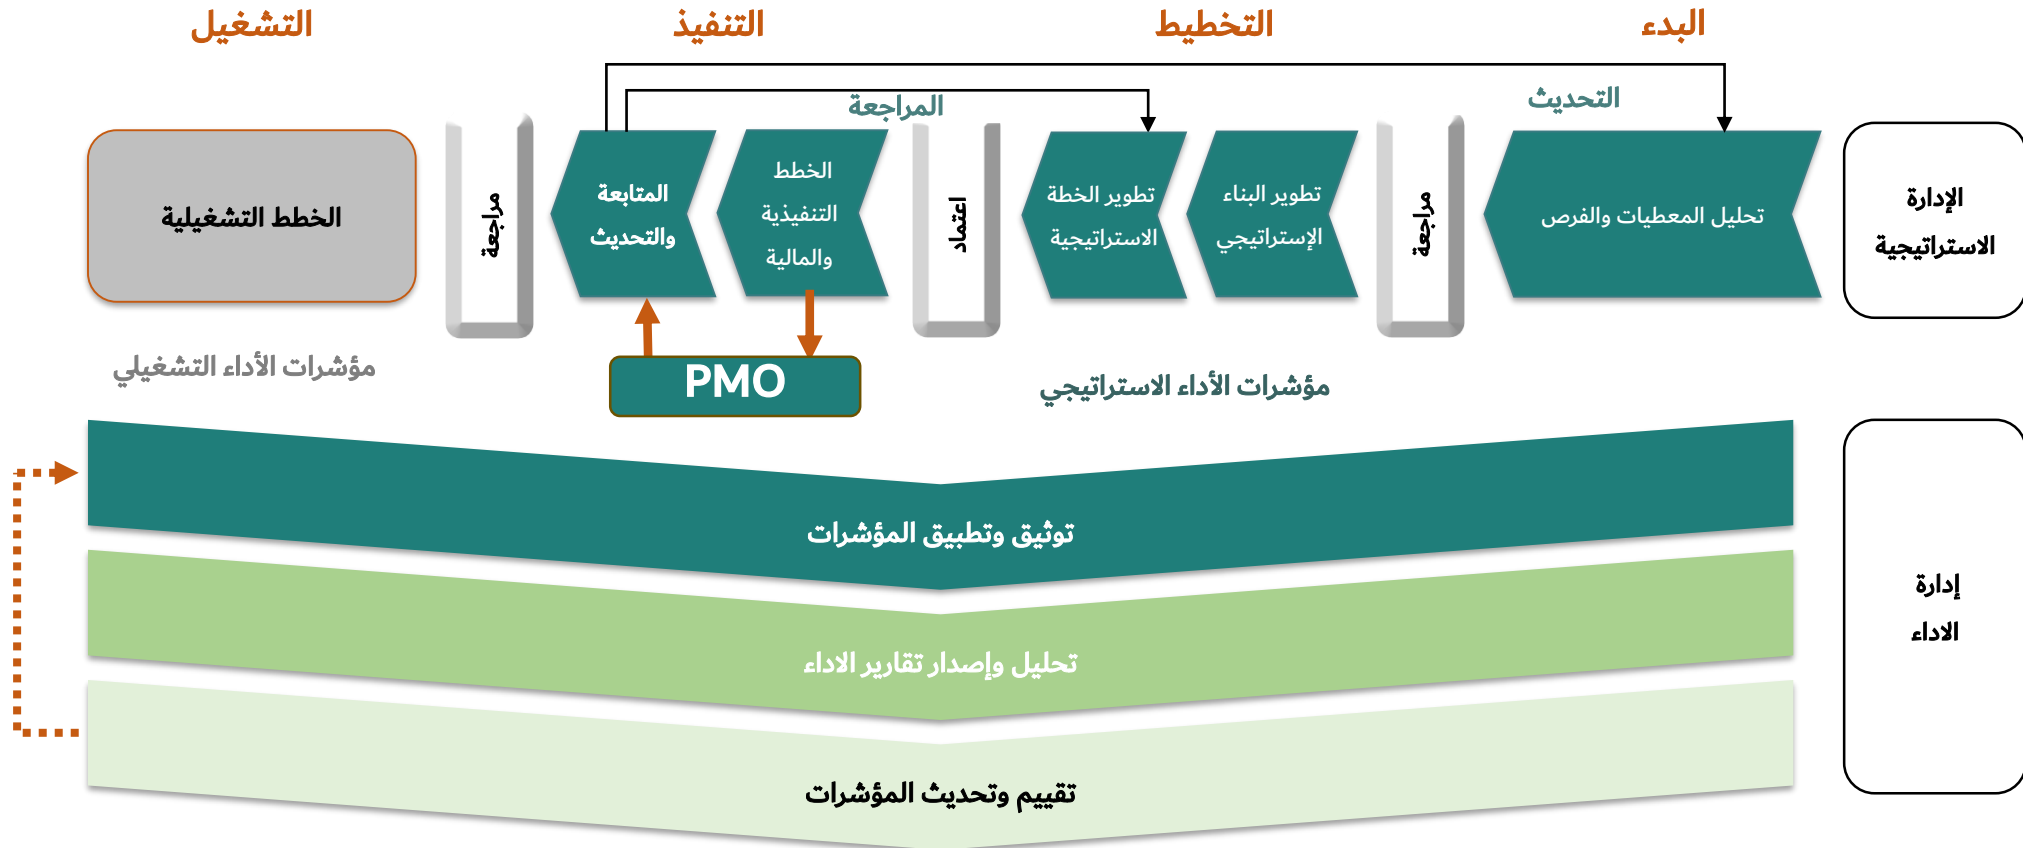 البدء
التخطيط
التنفيذ
التشغيل
التحديث
المراجعة
الإدارة
الاستراتيجية
تحليل المعطيات والفرص
مراجعة
تطوير البناء
الإستراتيجي
تطوير الخطة
الاستراتيجية
اعتماد
الخطط
التنفيذية
والمالية
المتابعة
والتحديث
مراجعة
الخطط التشغيلية
PMO
مؤشرات الأداء الاستراتيجي
مؤشرات الأداء التشغيلي
إدارة
الاداء
توثيق وتطبيق المؤشرات
تحليل وإصدار تقارير الاداء
تقييم وتحديث المؤشرات